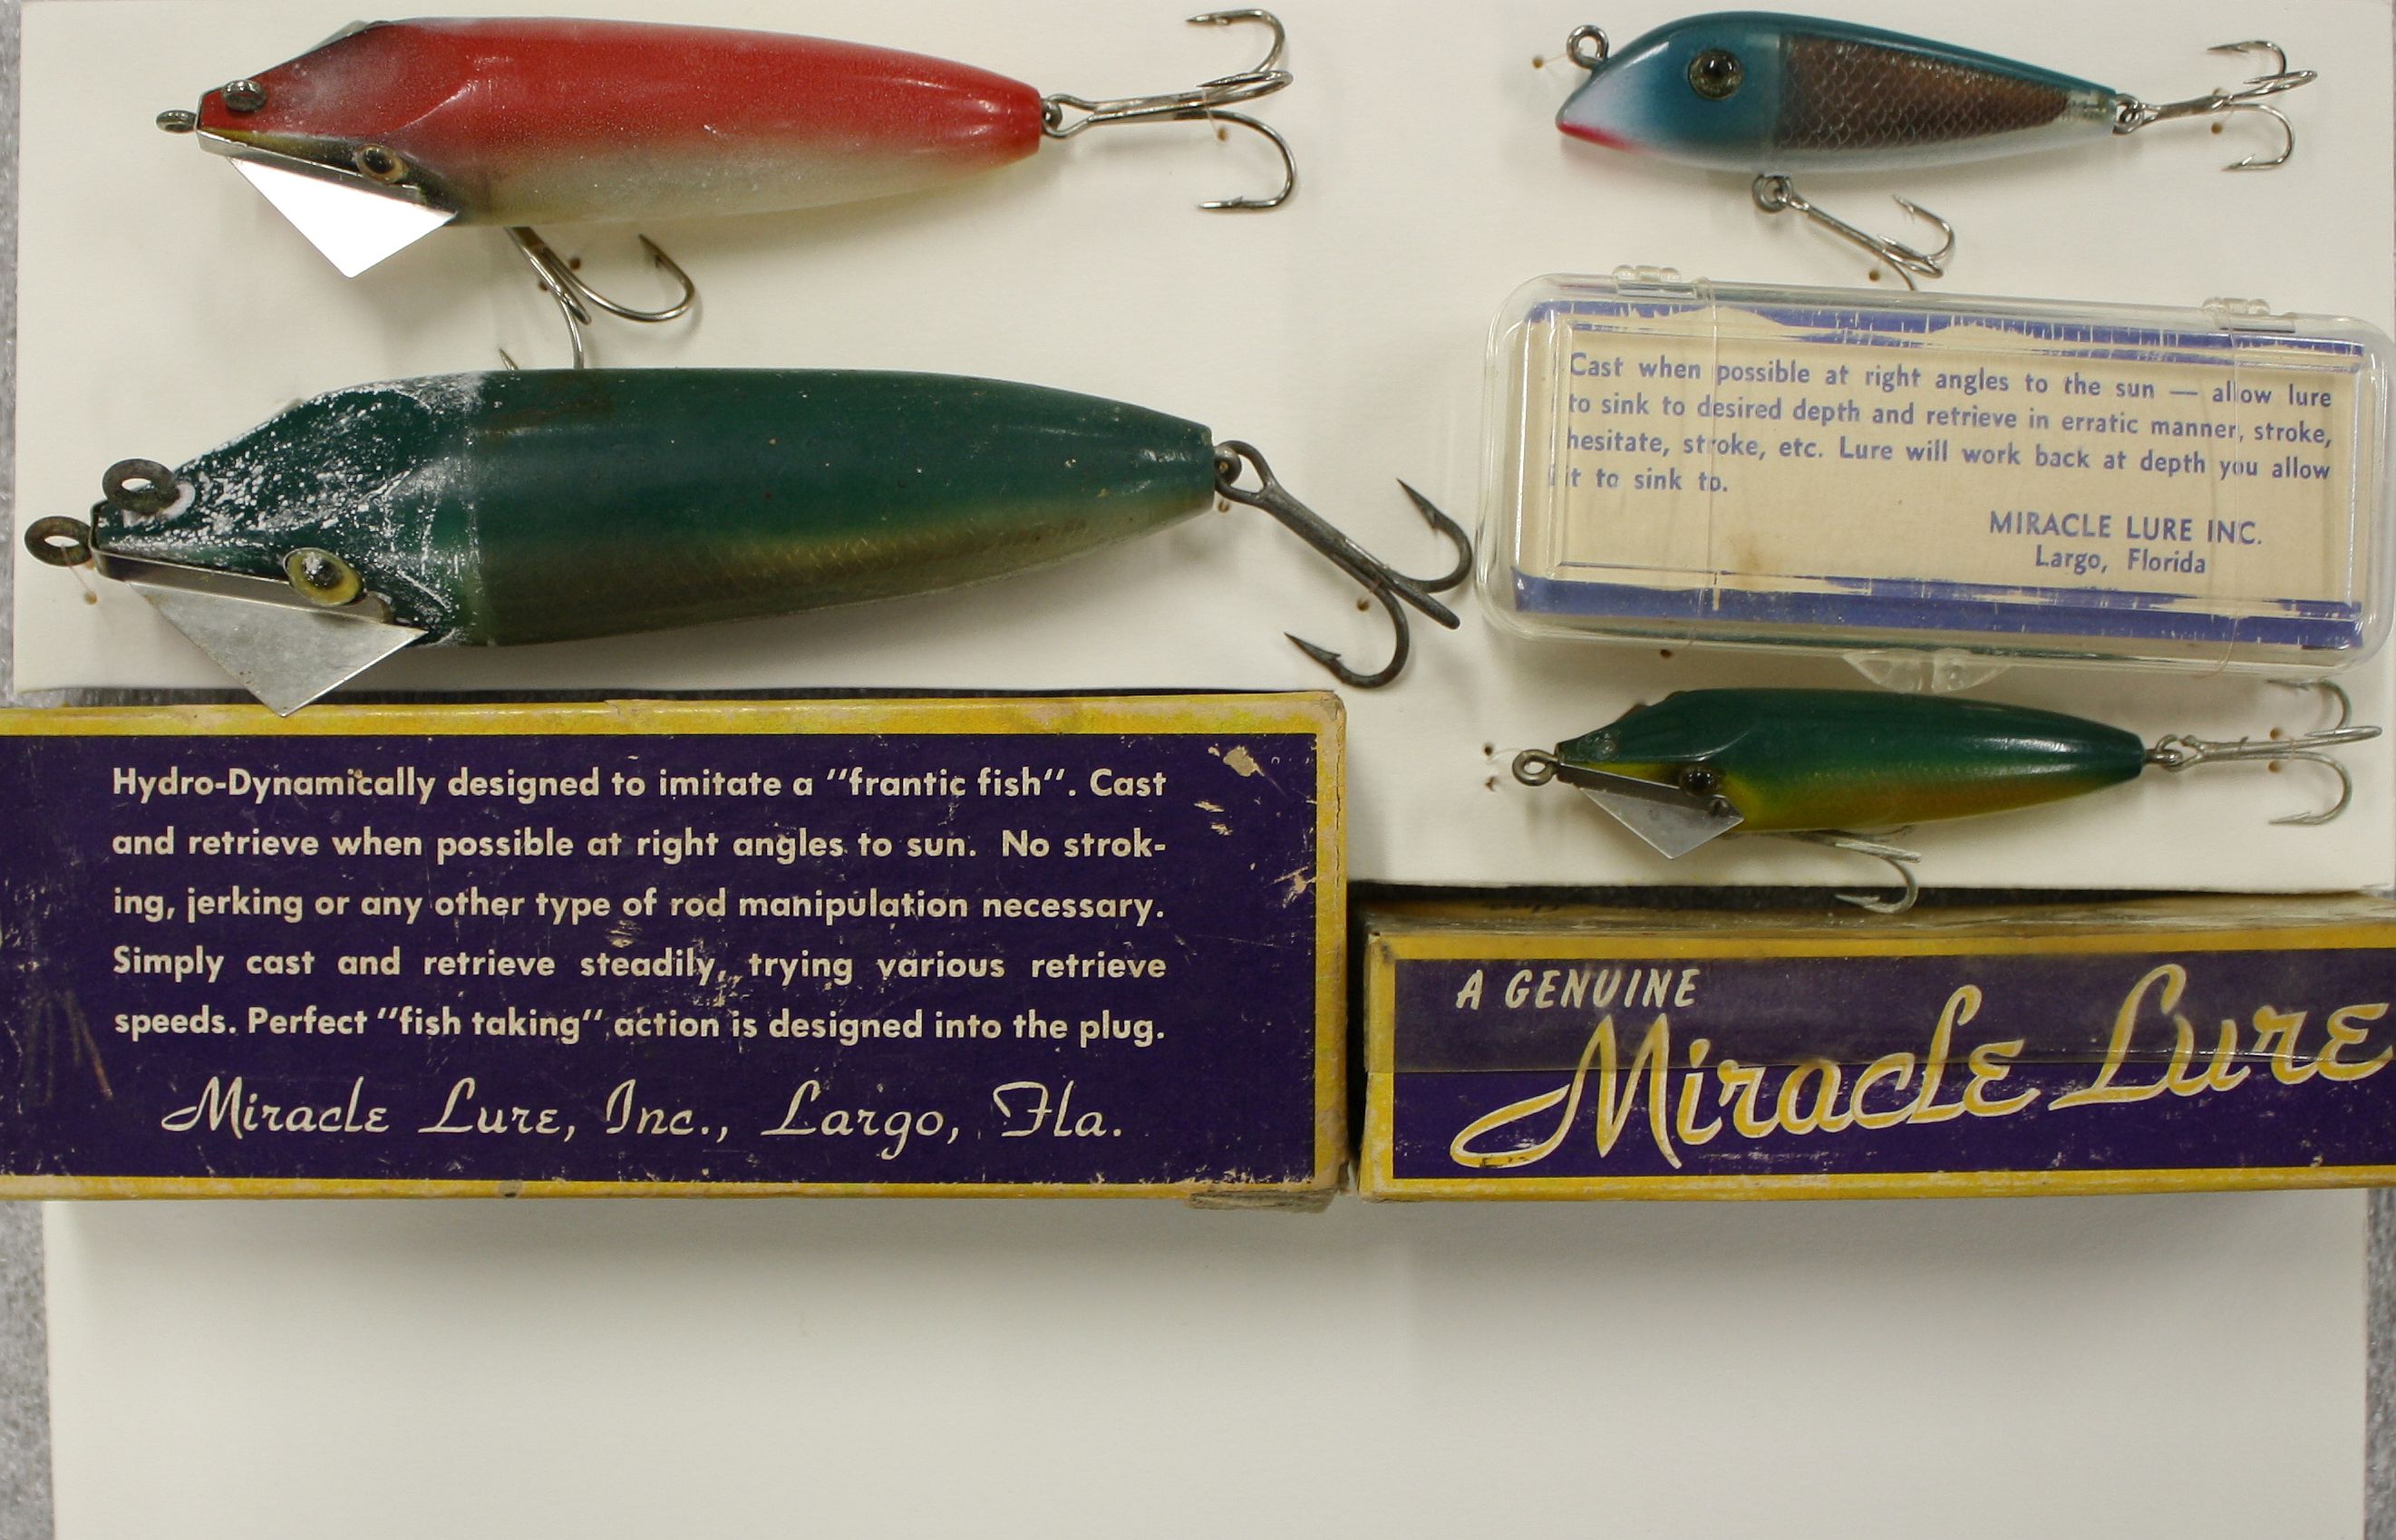 Cast when possible at right angles to the sun — allow lure
to sink to desired depth and retrieve in erratic manner, stroke,
hesitate, stroke, etc. Lure will work back at depth you allow
it to sink to.
MIRACLE LURE INC.
Largo, Florida
Hydro-Dynamically designed to imitate a "frantic fish". Cast
and retrieve when possible at right angles to sun. No strok-
ing, jerking or any other type of rod manipulation necessary.
Simply cast and retrieve steadily, trying various retrieve
speeds. Perfect "fish taking" action is designed into the plug.
Miracle Lure, Inc., Largo, Fla.
A GENUINE
Miracle Lure